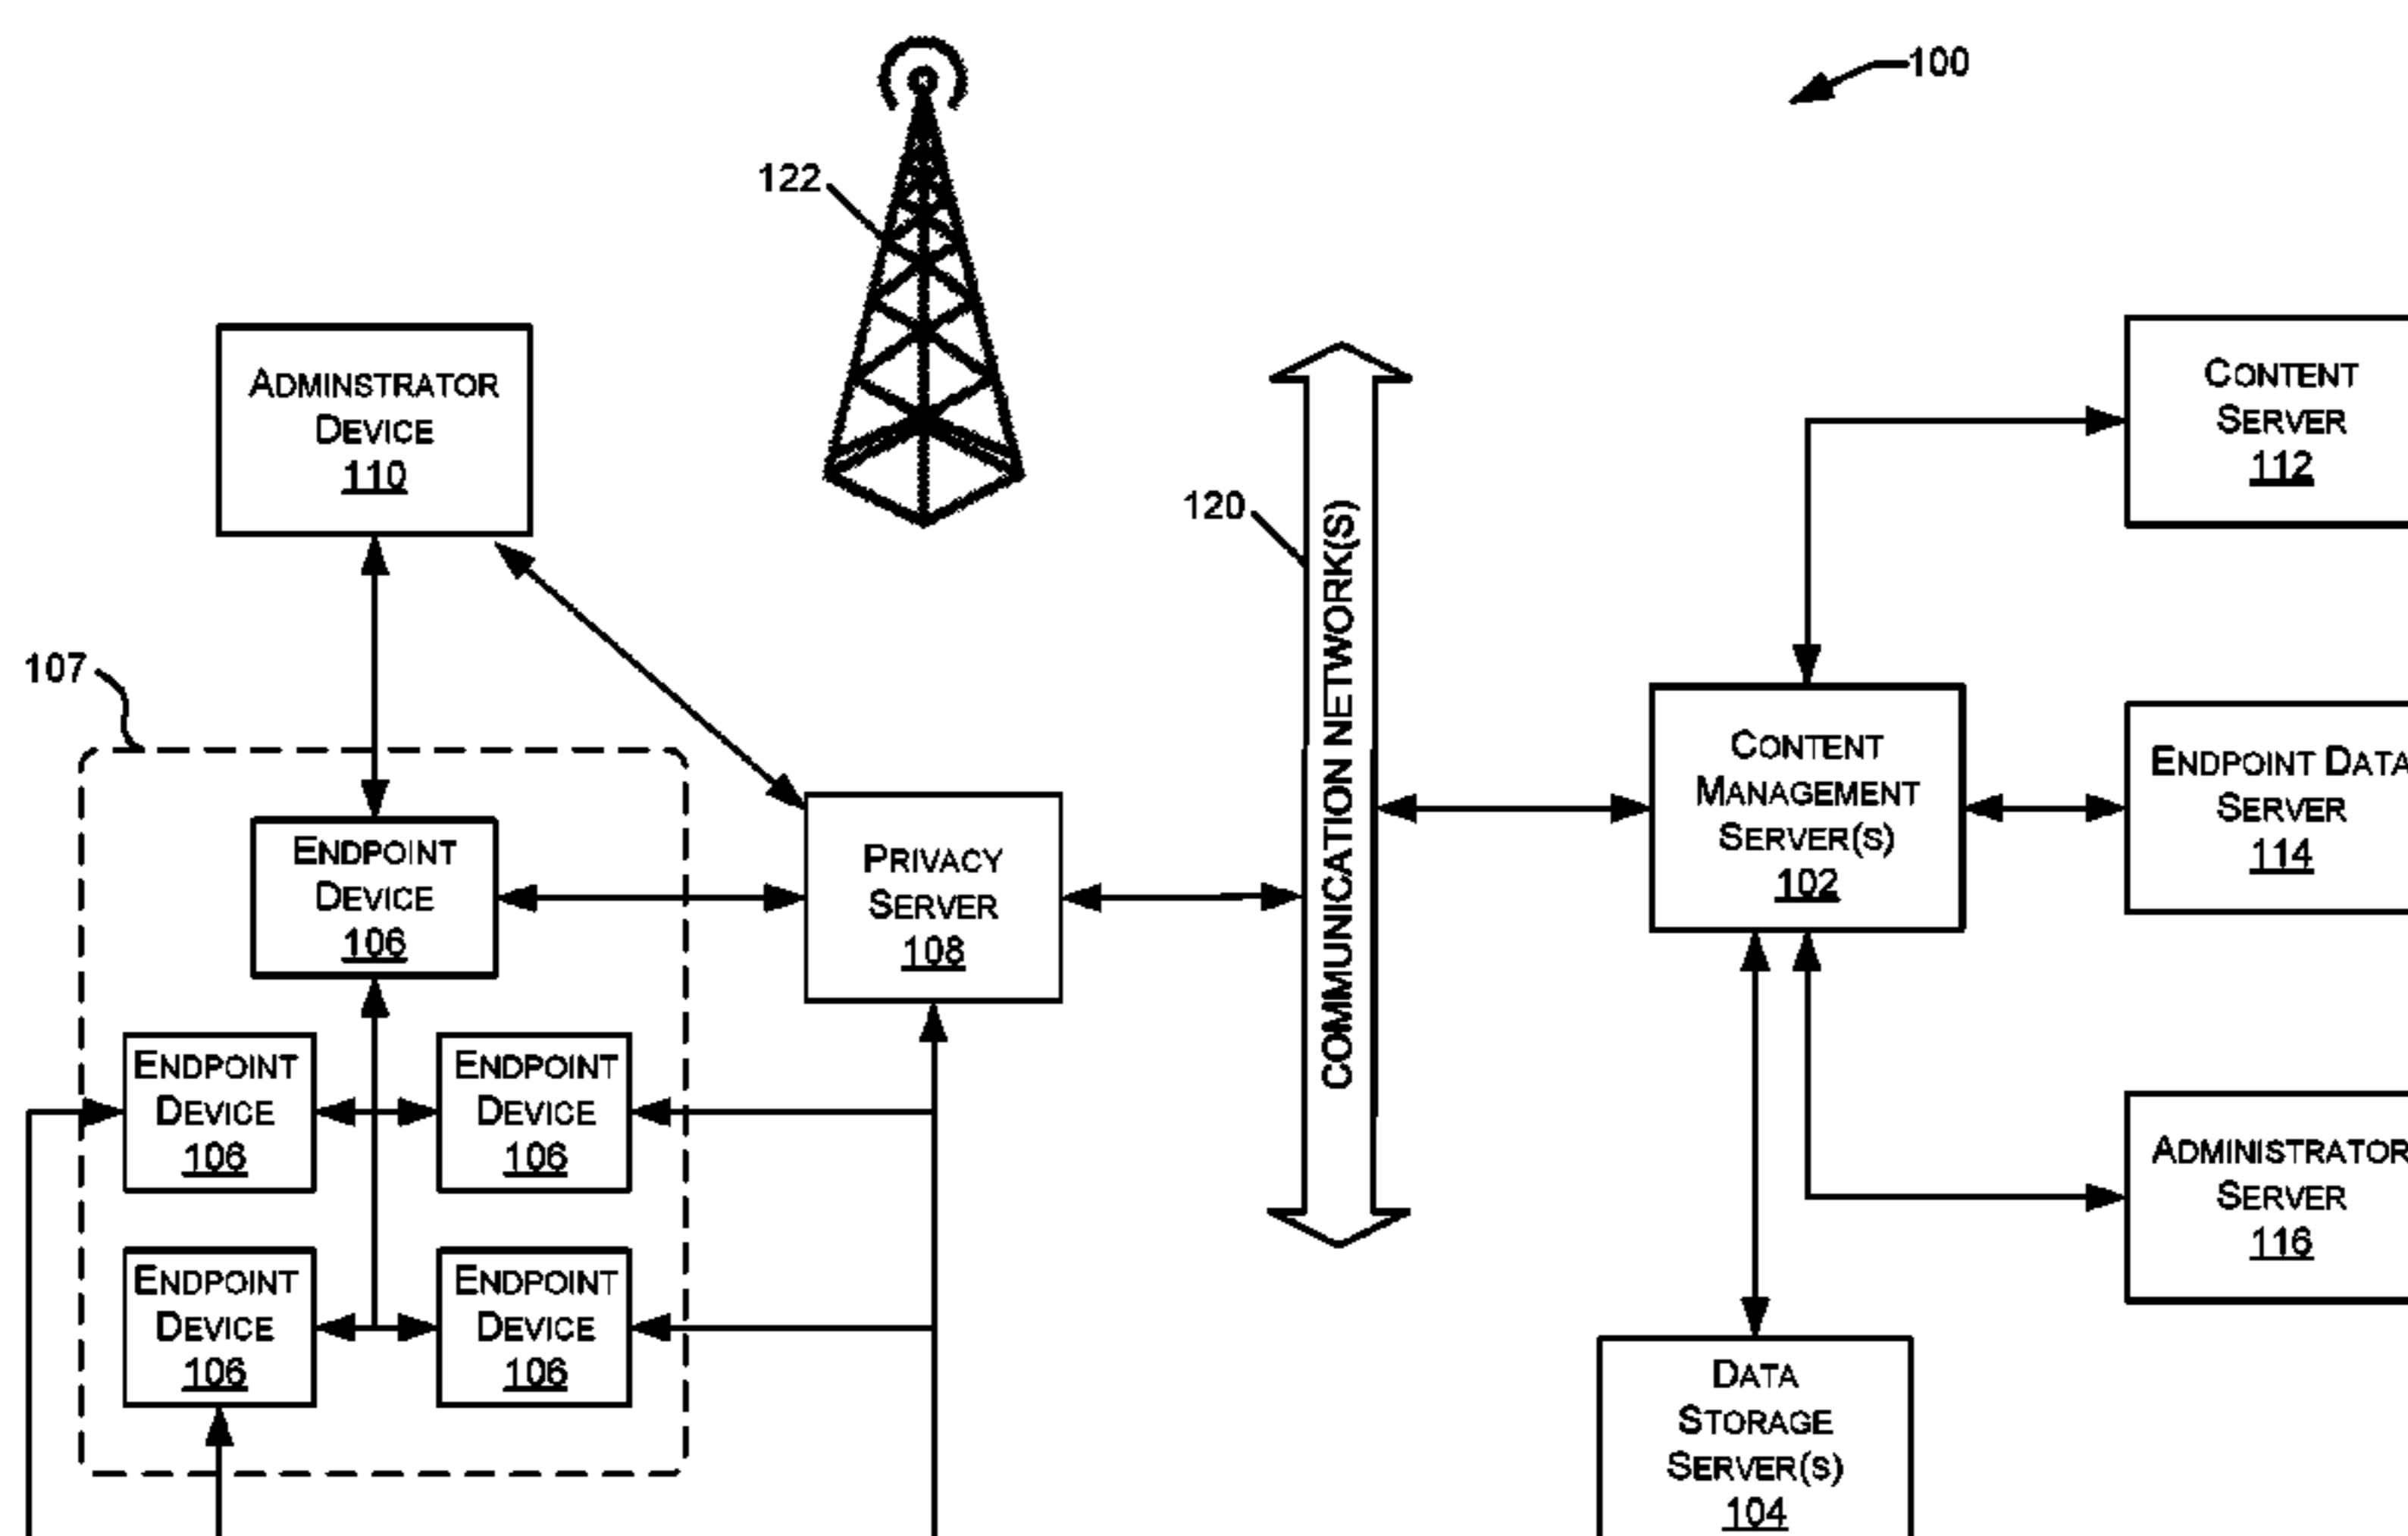 100
122
ADMINSTRATOR
DEVICE
110
CONTENT
SERVER
112
120
COMMUNICATION NETWORK(S)
107
ENDPOINT
DEVICE
106
PRIVACY
SERVER
108
CONTENT
MANAGEMENT
SERVER(S)
102
ENDPOINT DATA
SERVER
114
ENDPOINT
DEVICE
106
ENDPOINT
DEVICE
106
ENDPOINT
DEVICE
106
ENDPOINT
DEVICE
106
ADMINISTRATOR
SERVER
116
DATA
STORAGE
SERVER(S)
104